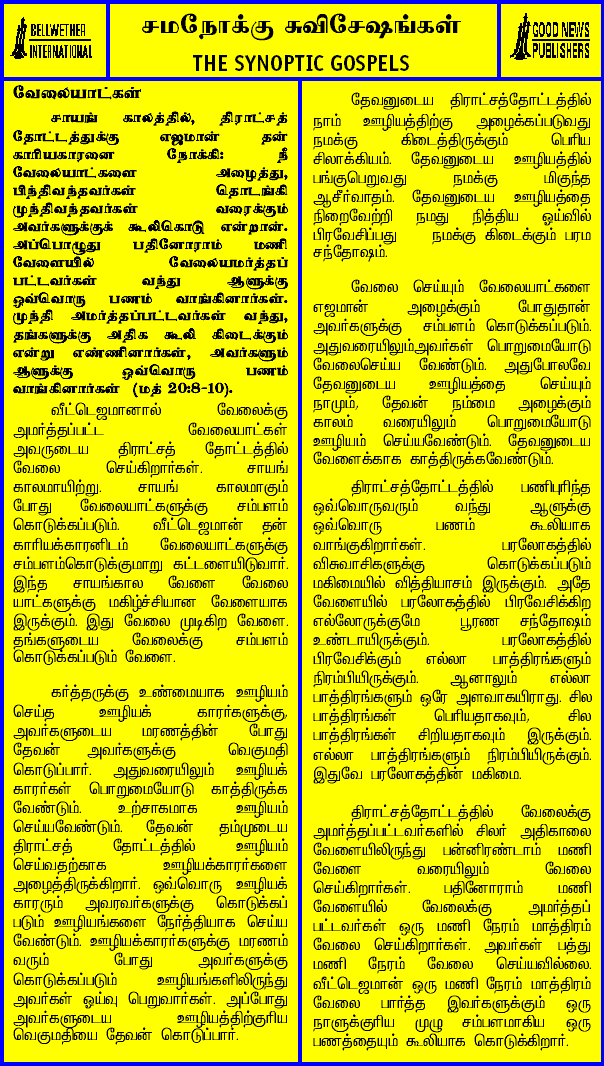 BELLWETHER
INTERNATIONAL
சமநோக்கு சுவிசேஷங்கள்
THE SYNOPTIC GOSPELS
GOOD NEWS
PUBLISHERS
வேலையாட்கள்
சாயங் காலத்தில், திராட்சத்
தோட்டத்துக்கு எஜமான் தன்
காரியகாரனை நோக்கி: நீ
வேலையாட்களை அழைத்து,
பிந்திவந்தவர்கள் தொடங்கி
முந்திவந்தவர்கள் வரைக்கும்
அவர்களுக்குக் கூலிகொடு என்றான்.
அப்பொழுது பதினோராம் மணி
வேளையில் வேலையமர்த்தப்
பட்டவர்கள் வந்து ஆளுக்கு
ஒவ்வொரு பணம் வாங்கினார்கள்.
முந்தி அமர்த்தப்பட்டவர்கள் வந்து,
தங்களுக்கு அதிக கூலி கிடைக்கும்
என்று எண்ணினார்கள், அவர்களும்
ஆளுக்கு ஒவ்வொரு பணம்
வாங்கினார்கள் (மத் 20:8-10).
வீட்டெஜமானால் வேலைக்கு
அமர்த்தப்பட்ட வேலையாட்கள்
அவருடைய திராட்சத் தோட்டத்தில்
வேலை செய்கிறார்கள். சாயங்
காலமாயிற்று. சாயங் காலமாகும்
போது வேலையாட்களுக்கு சம்பளம்
கொடுக்கப்படும். வீட்டெஜமான் தன்
காரியக்காரனிடம் வேலையாட்களுக்கு
சம்பளம்கொடுக்குமாறு கட்டளையிடுவார்.
இந்த சாயங்கால வேளை வேலை
யாட்களுக்கு மகிழ்ச்சியான வேளையாக
இருக்கும். இது வேலை முடிகிற வேளை.
தங்களுடைய வேலைக்கு சம்பளம்
கொடுக்கப்படும் வேளை.
கர்த்தருக்கு உண்மையாக ஊழியம்
செய்த ஊழியக் காரர்களுக்கு,
அவர்களுடைய மரணத்தின் போது
தேவன் அவர்களுக்கு வெகுமதி
கொடுப்பார். அதுவரையிலும் ஊழியக்
காரர்கள் பொறுமையோடு காத்திருக்க
வேண்டும். உற்சாகமாக ஊழியம்
செய்யவேண்டும். தேவன் தம்முடைய
திராட்சத் தோட்டத்தில் ஊழியம்
செய்வதற்காக ஊழியக்காரர்களை
அழைத்திருக்கிறார். ஒவ்வொரு ஊழியக்
காரரும் அவரவர்களுக்கு கொடுக்கப்
படும் ஊழியங்களை நேர்த்தியாக செய்ய
வேண்டும். ஊழியக்காரர்களுக்கு மரணம்
வரும் போது அவர்களுக்கு
கொடுக்கப்படும் ஊழியங்களிலிருந்து
அவர்கள் ஓய்வு பெறுவார்கள். அப்போது
அவர்களுடைய ஊழியத்திற்குரிய
வெகுமதியை தேவன் கொடுப்பார்.
தேவனுடைய திராட்சத்தோட்டத்தில்
நாம் ஊழியத்திற்கு அழைக்கப்படுவது
நமக்கு கிடைத்திருக்கும் பெரிய
சிலாக்கியம். தேவனுடைய ஊழியத்தில்
பங்குபெறுவது நமக்கு மிகுந்த
ஆசீர்வாதம். தேவனுடைய ஊழியத்தை
நிறைவேற்றி நமது நித்திய ஓய்வில்
பிரவேசிப்பது நமக்கு கிடைக்கும் பரம
சந்தோஷம்.
வேலை செய்யும் வேலையாட்களை
எஜமான் அழைக்கும் போதுதான்
அவர்களுக்கு சம்பளம் கொடுக்கப்படும்.
அதுவரையிலும்அவர்கள் பொறுமையோடு
வேலைசெய்ய வேண்டும். அதுபோலவே
தேவனுடைய ஊழியத்தை செய்யும்
நாமும், தேவன் நம்மை அழைக்கும்
காலம் வரையிலும் பொறுமையோடு
ஊழியம் செய்யவேண்டும். தேவனுடைய
வேளைக்காக காத்திருக்கவேண்டும்.
திராட்சத்தோட்டத்தில் பணிபுரிந்த
ஒவ்வொருவரும் வந்து ஆளுக்கு
ஒவ்வொரு பணம் கூலியாக
வாங்குகிறார்கள். பரலோகத்தில்
விசுவாசிகளுக்கு கொடுக்கப்படும்
மகிமையில் வித்தியாசம் இருக்கும். அதே
வேளையில் பரலோகத்தில் பிரவேசிக்கிற
எல்லோருக்குமே பூரண சந்தோஷம்
உண்டாயிருக்கும். பரலோகத்தில்
பிரவேசிக்கும் எல்லா பாத்திரங்களும்
நிரம்பியிருக்கும். ஆனாலும் எல்லா
பாத்திரங்களும் ஒரே அளவாகயிராது. சில
பாத்திரங்கள் பெரியதாகவும், சில
பாத்திரங்கள் சிறியதாகவும் இருக்கும்.
எல்லா பாத்திரங்களும் நிரம்பியிருக்கும்.
இதுவே பரலோகத்தின் மகிமை.
திராட்சத்தோட்டத்தில் வேலைக்கு
அமர்த்தப்பட்டவர்களில் சிலர் அதிகாலை
வேளையிலிருந்து பன்னிரண்டாம் மணி
வேளை வரையிலும் வேலை
செய்கிறார்கள். பதினோராம் மணி
வேளையில் வேலைக்கு அமர்த்தப்
பட்டவர்கள் ஒரு மணி நேரம் மாத்திரம்
வேலை செய்கிறார்கள். அவர்கள் பத்து
மணி நேரம் வேலை செய்யவில்லை.
வீட்டெஜமான் ஒரு மணி நேரம் மாத்திரம்
வேலை பார்த்த இவர்களுக்கும் ஒரு
நாளுக்குரிய முழு சம்பளமாகிய ஒரு
பணத்தையும் கூலியாக கொடுக்கிறார்.